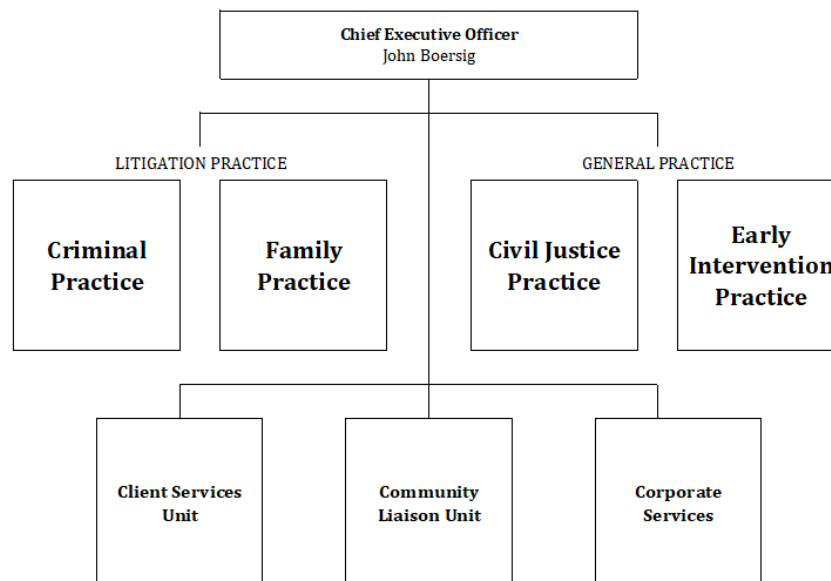 Chief Executive Officer
John Boersig
LITIGATION PRACTICE
GENERAL PRACTICE
Criminal
Practice
Family
Practice
Civil Justice
Practice
Early
Intervention
Practice
Client Services
Unit
Community
Liaison Unit
Corporate
Services